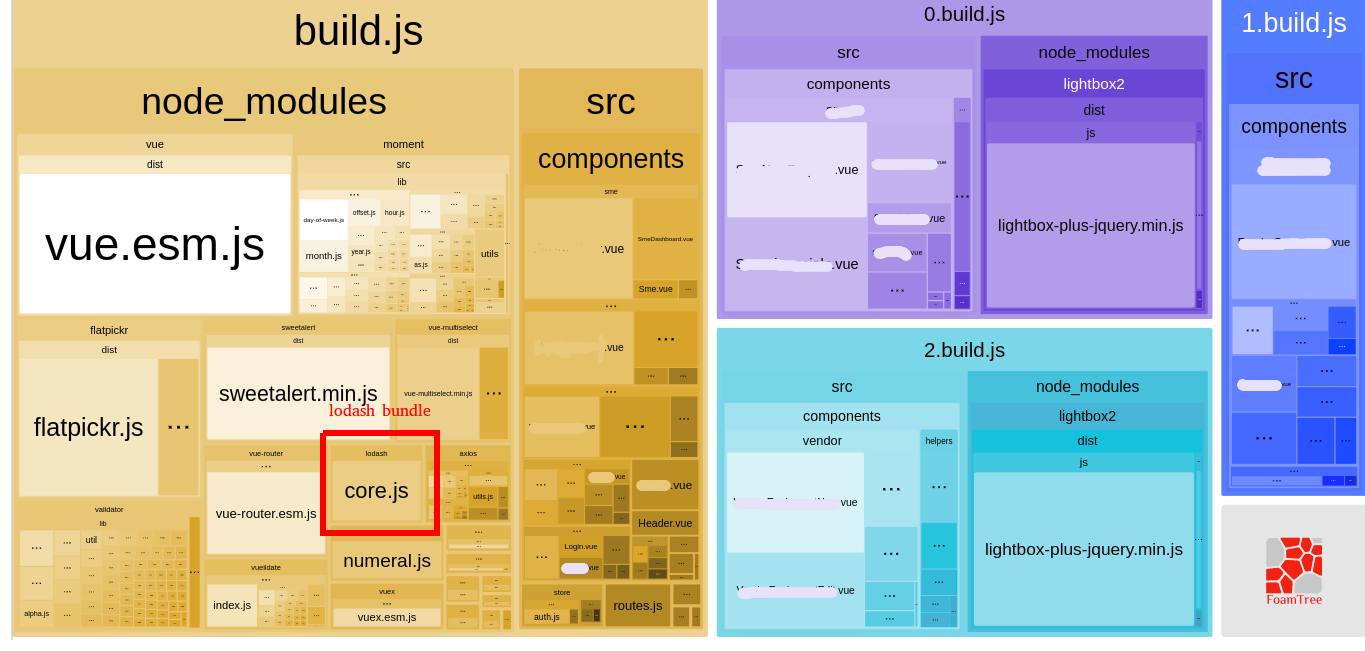 build.js
node_modules
src
vue
dist
vue.esm.js
moment
src
lib
...
day-of-week.js
offset.js
hour.js
...
month.js
year.js
as.js
utils
components
sme
.vue
SmeDashboard.vue
Sme.vue
...
.vue
...
flatpickr
dist
flatpickr.js
...
sweetalert
dist
sweetalert.min.js
vue-multiselect
dist
vue-multiselect.min.js
...
lodash bundle
vue-router
...
vue-router.esm.js
lodash
core.js
axios
...
utils.js
numeral.js
validator
lib
util
alpha.js
vuelidate
...
index.js
vuex
...
vuex.esm.js
vue
...
vue
.vue
Header.vue
Login.vue
vue
store
...
auth.js
routes.js
0.build.js
src
components
.vue
vue
vue
.vue
vue
...
node_modules
lightbox2
dist
js
lightbox-plus-jquery.min.js
2.build.js
src
components
vendor
vue
...
vue
...
helpers
...
node_modules
lightbox2
dist
js
lightbox-plus-jquery.min.js
1.build.js
src
components
vue
...
vue
...
FoamTree